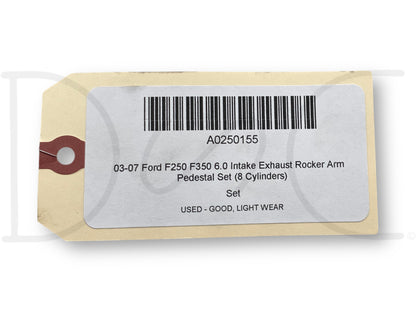 A0250155
03-07 Ford F250 F350 6.0 Intake Exhaust Rocker Arm
Pedestal Set (8 Cylinders)
Set
USED - GOOD, LIGHT WEAR